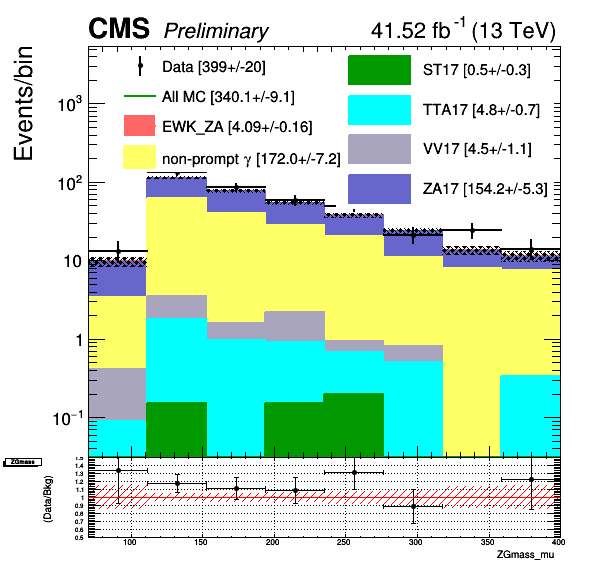 CMS Preliminary 41.52 fb⁻¹ (13 TeV)
Events/bin
Data [399+/-20]
All MC [340.1+/-9.1]
EWK_ZA [4.09+/-0.16]
non-prompt γ [172.0+/-7.2]
ST17 [0.5+/-0.3]
TTA17 [4.8+/-0.7]
VV17 [4.5+/-1.1]
ZA17 [154.2+/-5.3]
10³
10²
10
1
10⁻¹
ZGmass
(Data/Bkg)
1.5
1.4
1.3
1.2
1.1
1
0.9
0.8
0.7
0.6
0.5
100 150 200 250 300 350 400
ZGmass_mu